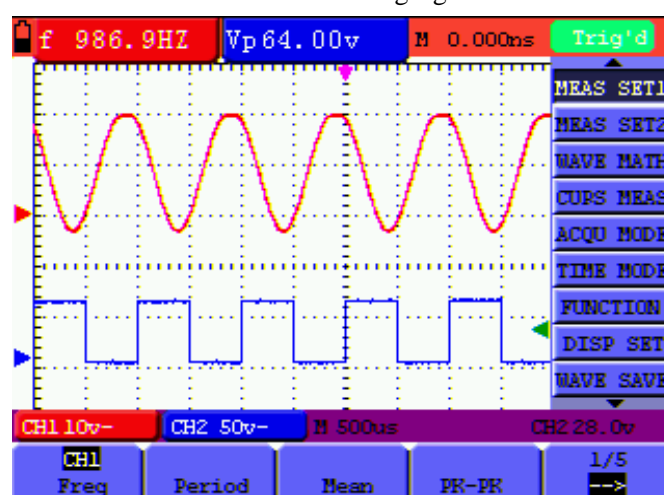 f 986.9HZ Vp64.00v M 0.000ns Trig'd
MEAS SET1
MEAS SET2
WAVE MATH
CURS MEAS
ACQU MODE
TIME MODE
FUNCTION
DISP SET
WAVE SAVE
CH1 10v- CH2 50v- M 500us CH2 28.0v
CH1 1/5
Freq Period Mean PK-PK -->